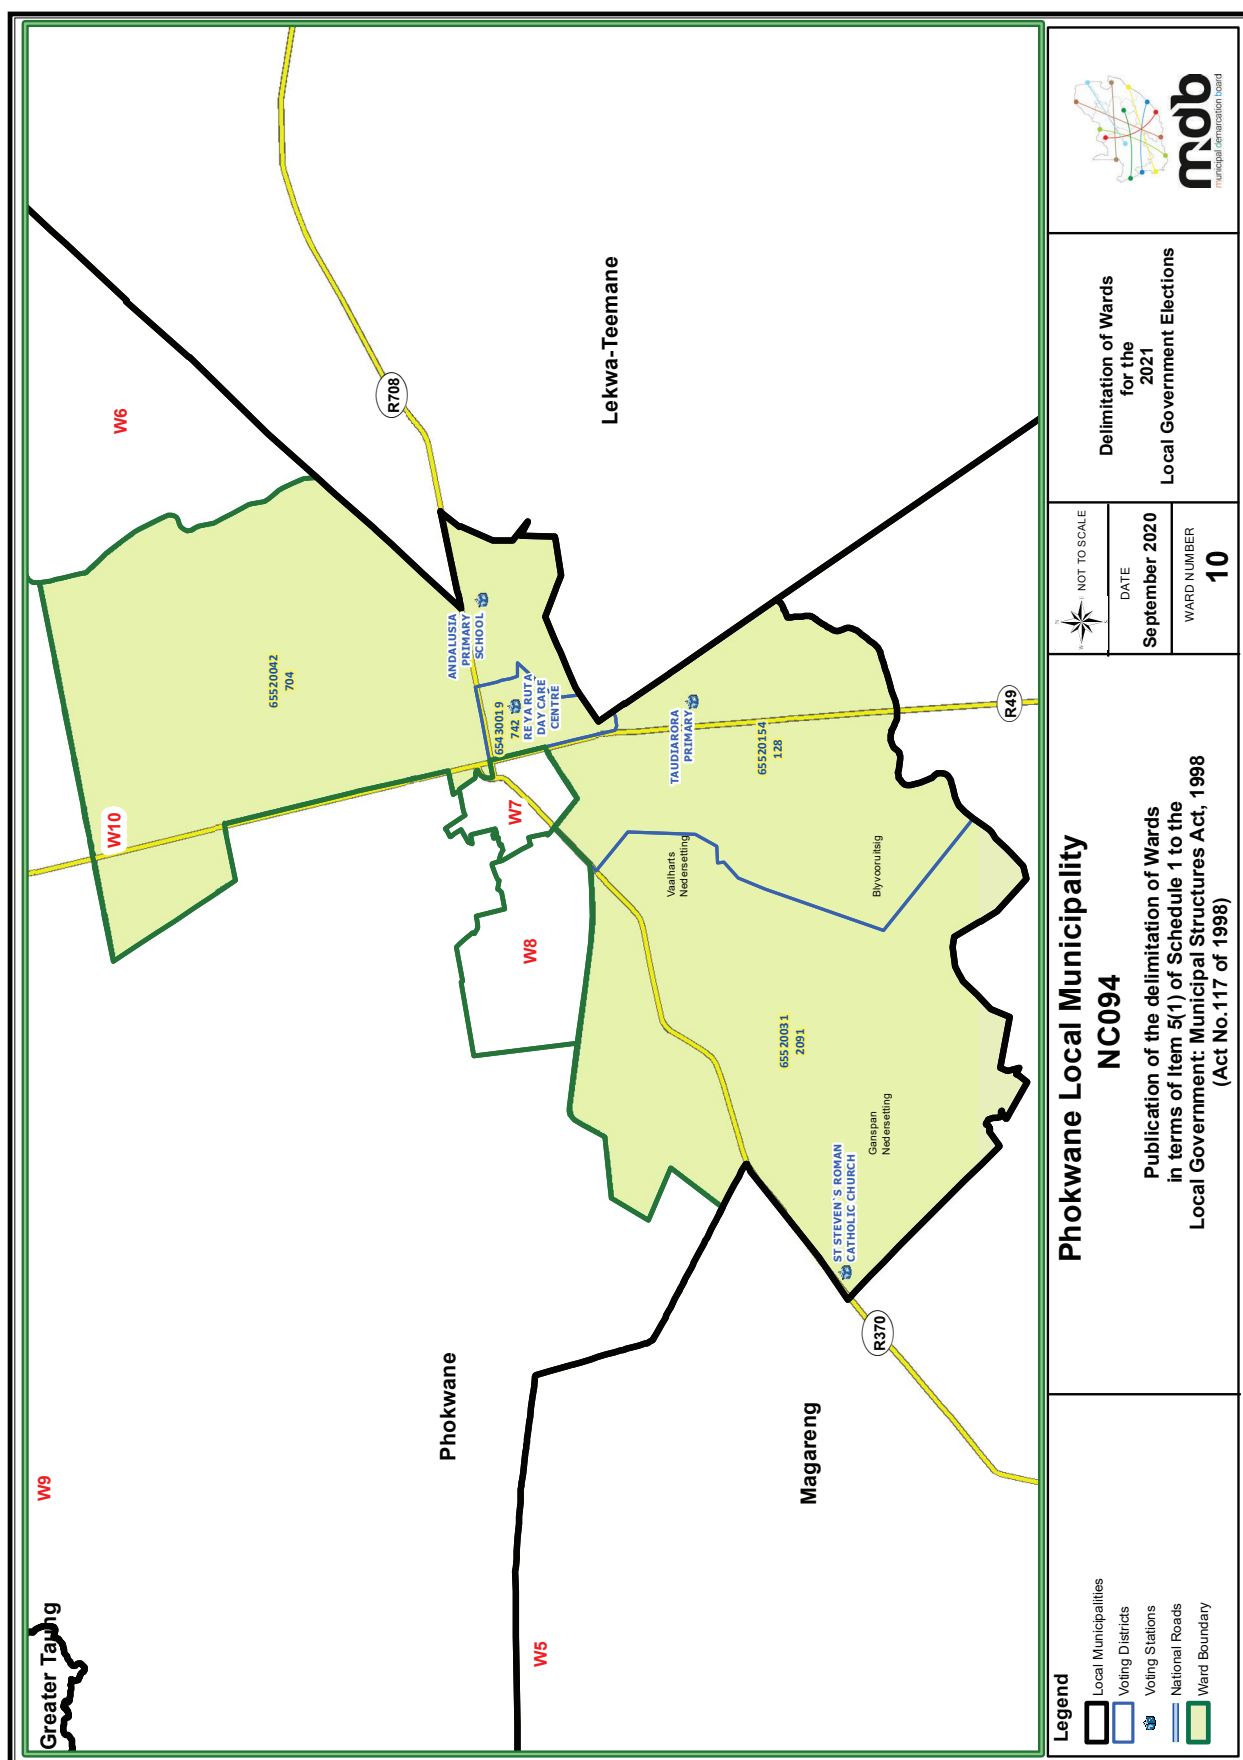 Greater Taung
W9
W5
Phokwane
Magareng
W10
W6
W7
W8
Lekwa-Teemane
R708
R49
R370
65520042
704
ANDALUSIA
PRIMARY
SCHOOL
65430019
742
REYA RUTA
DAY CARE
CENTRE
TAUDIARORA
PRIMARY
65520154
128
Vaalharts
Nedersetting
Blyvooruitsig
65520031
2091
Ganspan
Nedersetting
ST STEVEN`S ROMAN
CATHOLIC CHURCH
Legend
Local Municipalities
Voting Districts
Voting Stations
National Roads
Ward Boundary
Phokwane Local Municipality
NC094
Publication of the delimitation of Wards
in terms of Item 5(1) of Schedule 1 to the
Local Government: Municipal Structures Act, 1998
(Act No.117 of 1998)
NOT TO SCALE
DATE
September 2020
WARD NUMBER
10
Delimitation of Wards
for the
2021
Local Government Elections
mdb
municipal demarcation board